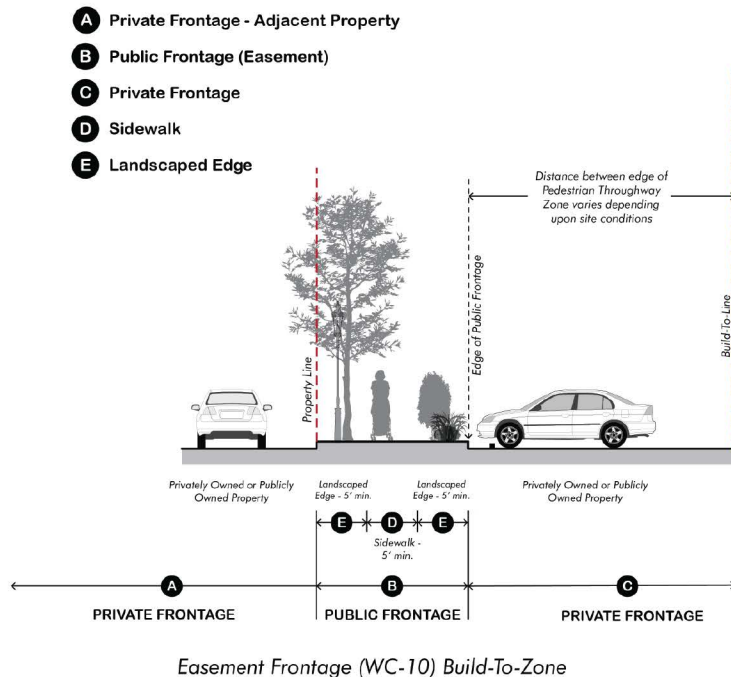 A Private Frontage - Adjacent Property
B Public Frontage (Easement)
C Private Frontage
D Sidewalk
E Landscaped Edge
Distance between edge of
Pedestrian Throughway
Zone varies depending
upon site conditions
Property Line
Edge of Public Frontage
Build-To-Line
Privately Owned or Publicly
Owned Property
Landscaped
Edge - 5' min.
Landscaped
Edge - 5' min.
Privately Owned or Publicly
Owned Property
E D E
Sidewalk -
5' min.
A B C
PRIVATE FRONTAGE PUBLIC FRONTAGE PRIVATE FRONTAGE
Easement Frontage (WC-10) Build-To-Zone